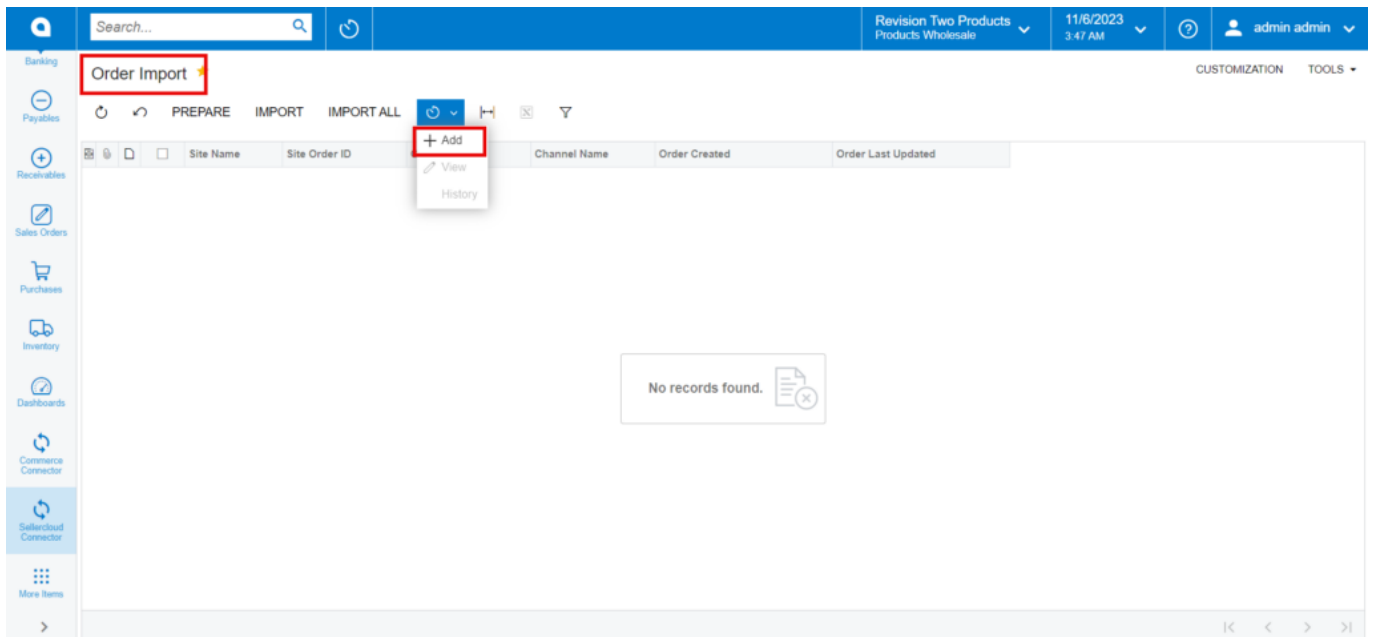 Search...
Revision Two Products
Products Wholesale
11/6/2023
3:47 AM
admin admin
Banking
Payables
Receivables
Sales Orders
Purchases
Inventory
Dashboards
Commerce
Connector
Sellercloud
Connector
More Items
Order Import
CUSTOMIZATION TOOLS
PREPARE IMPORT IMPORT ALL
Add
View
History
Site Name Site Order ID Channel Name Order Created Order Last Updated
No records found.